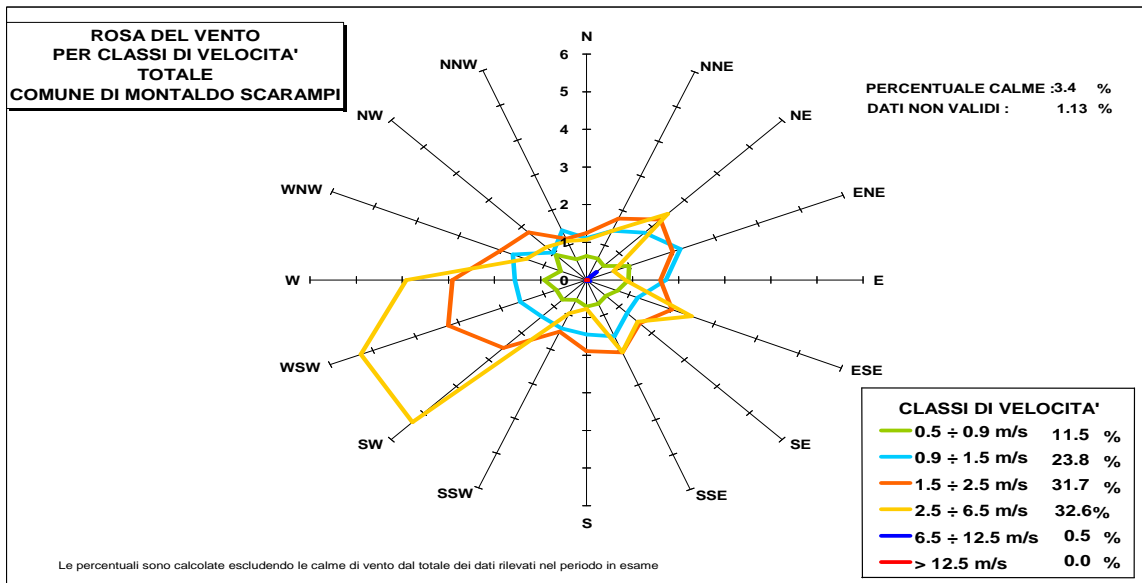 ROSA DEL VENTO
PER CLASSI DI VELOCITA'
TOTALE
COMUNE DI MONTALDO SCARAMPI
PERCENTUALE CALME : 3.4 %
DATI NON VALIDI : 1.13 %
N
NNE
NE
ENE
E
ESE
SE
SSE
S
SSW
SW
WSW
W
WNW
NW
NNW
6
5
4
3
2
1
0
CLASSI DI VELOCITA'
0.5 ÷ 0.9 m/s 11.5 %
0.9 ÷ 1.5 m/s 23.8 %
1.5 ÷ 2.5 m/s 31.7 %
2.5 ÷ 6.5 m/s 32.6%
6.5 ÷ 12.5 m/s 0.5 %
> 12.5 m/s 0.0 %
Le percentuali sono calcolate escludendo le calme di vento dal totale dei dati rilevati nel periodo in esame